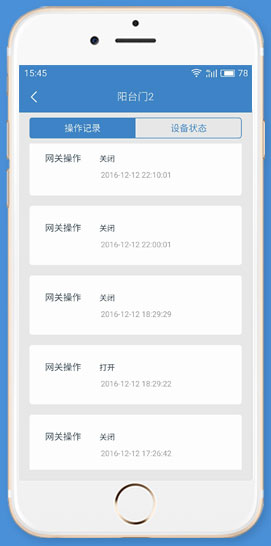 15:45 78
阳台门2
操作记录 设备状态
网关操作 关闭
2016-12-12 22:10:01
网关操作 关闭
2016-12-12 22:00:01
网关操作 关闭
2016-12-12 18:29:29
网关操作 打开
2016-12-12 18:29:22
网关操作 关闭
2016-12-12 17:26:42